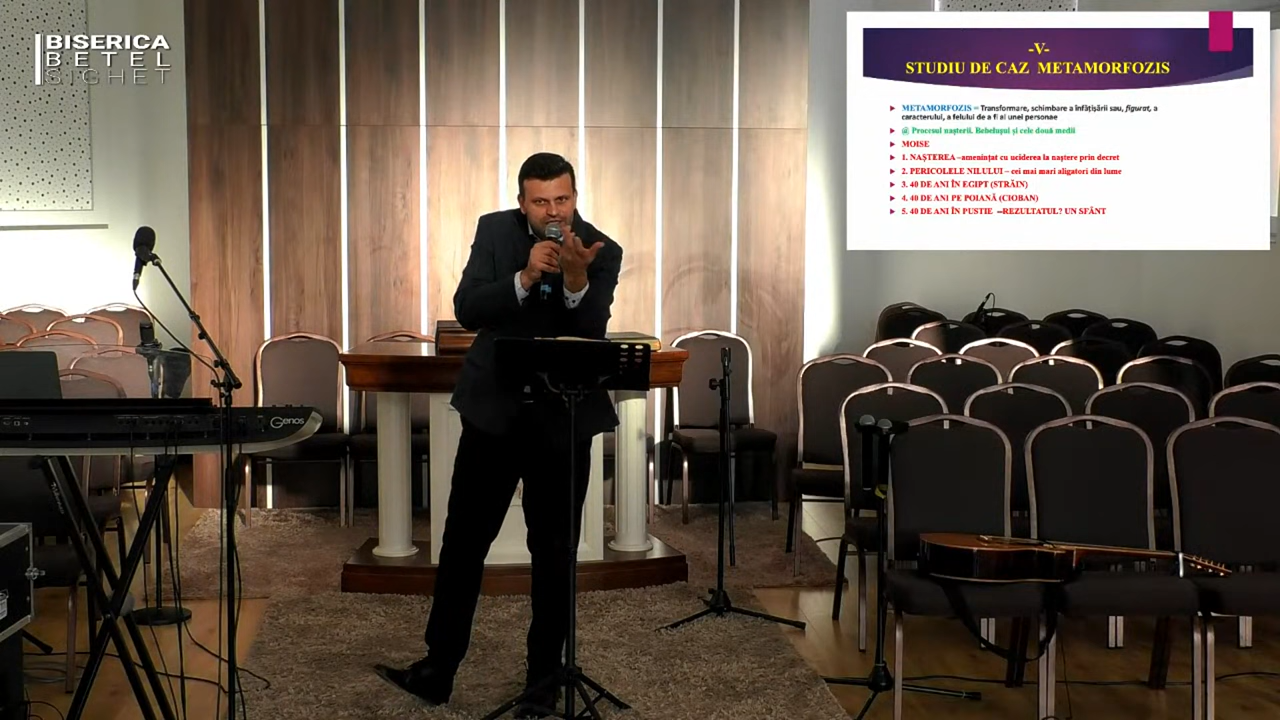 BISERICA
BETEL
SIGHET
-V-
STUDIU DE CAZ METAMORFOZIS
METAMORFOZIS = Transformare, schimbare a înfățișării sau, figurat, a
caracterului, a felului de a fi al unei persoane
@ Procesul nașterii. Bebelușul și cele două medii
MOISE
1. NAȘTEREA –amenințat cu uciderea la naștere prin decret
2. PERICOLELE NILULUI – cei mai mari aligatori din lume
3. 40 DE ANI ÎN EGIPT (STRĂIN)
4. 40 DE ANI PE POIANĂ (CIOBAN)
5. 40 DE ANI ÎN PUSTIE –REZULTATUL? UN SFÂNT
Genos